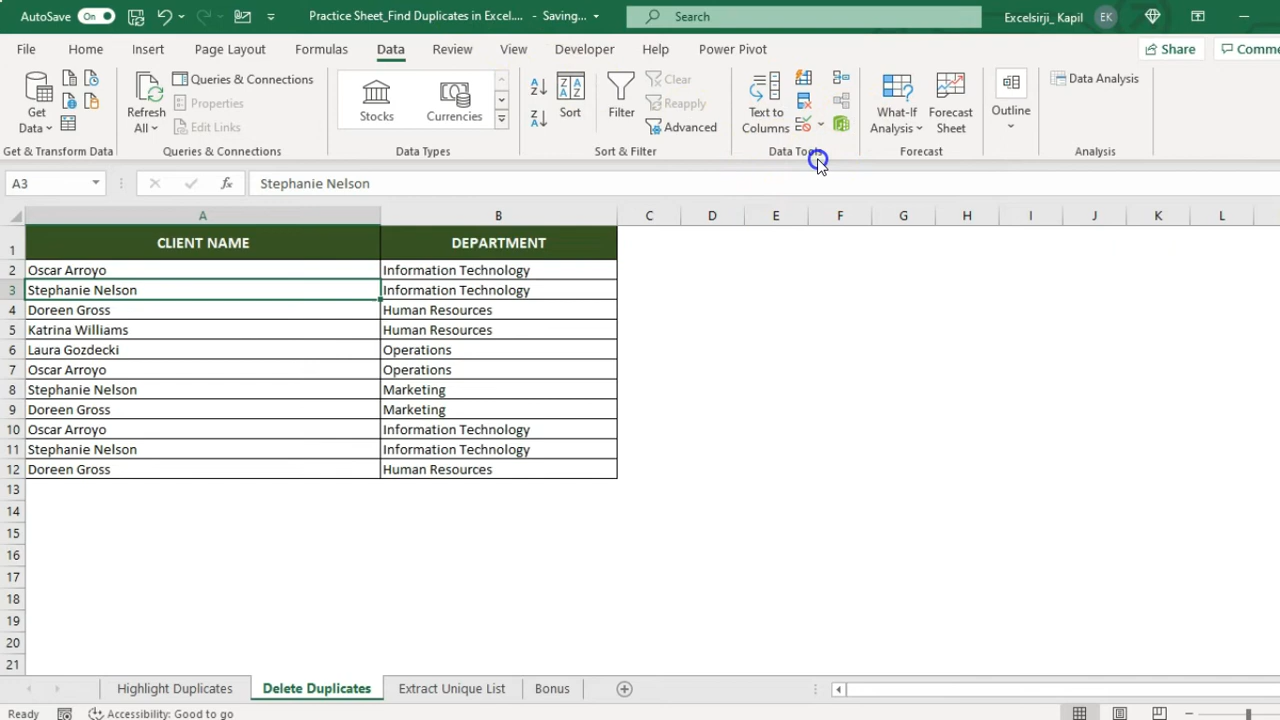 AutoSave On Practice Sheet_Find Duplicates in Excel.... - Saving... Search Excelsirji_ Kapil EK
File Home Insert Page Layout Formulas Data Review View Developer Help Power Pivot Share Comme
Get Data Refresh All Queries & Connections Properties Edit Links Stocks Currencies Sort Filter Clear Reapply Advanced Text to Columns What-If Analysis Forecast Sheet Outline Data Analysis
Get & Transform Data Queries & Connections Data Types Sort & Filter Data Tools Forecast Analysis
A3 fx Stephanie Nelson
A B C D E F G H I J K L
1 CLIENT NAME DEPARTMENT
2 Oscar Arroyo Information Technology
3 Stephanie Nelson Information Technology
4 Doreen Gross Human Resources
5 Katrina Williams Human Resources
6 Laura Gozdecki Operations
7 Oscar Arroyo Operations
8 Stephanie Nelson Marketing
9 Doreen Gross Marketing
10 Oscar Arroyo Information Technology
11 Stephanie Nelson Information Technology
12 Doreen Gross Human Resources
13
14
15
16
17
18
19
20
21
Highlight Duplicates Delete Duplicates Extract Unique List Bonus
Ready Accessibility: Good to go